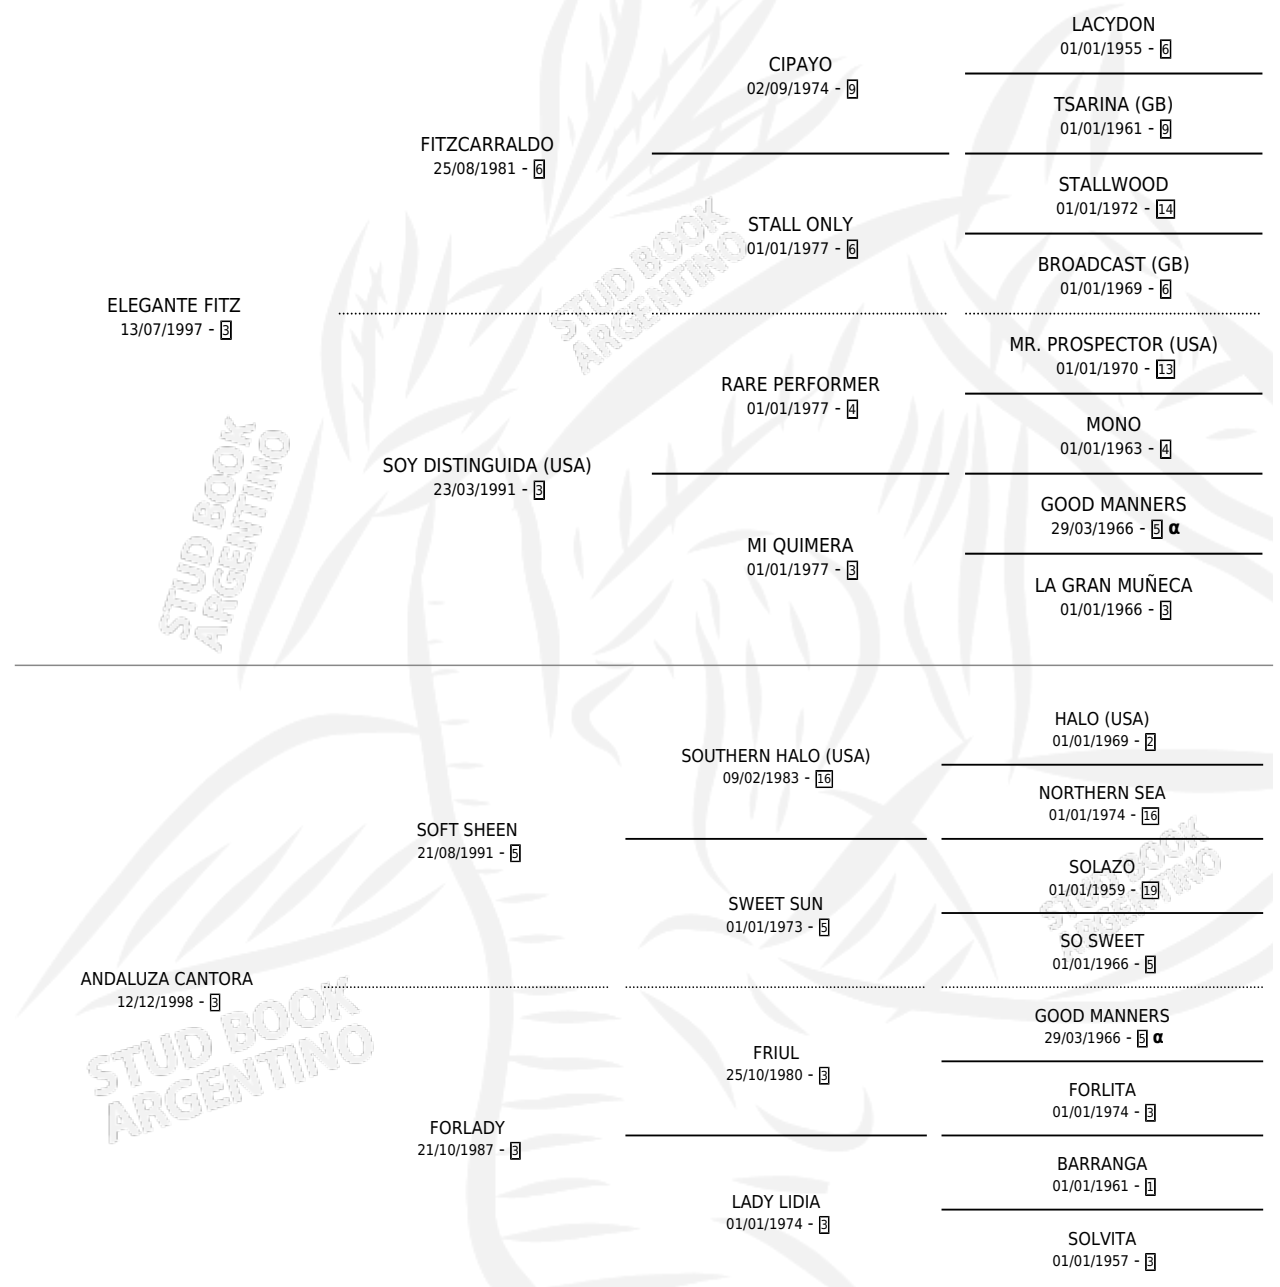 LACYDON
01/01/1955 - 6
CIPAYO
02/09/1974 - 9
TSARINA (GB)
01/01/1961 - 9
FITZCARRALDO
25/08/1981 - 6
STALLWOOD
01/01/1972 - 14
STALL ONLY
01/01/1977 - 6
BROADCAST (GB)
01/01/1969 - 6
ELEGANTE FITZ
13/07/1997 - 3
MR. PROSPECTOR (USA)
01/01/1970 - 13
RARE PERFORMER
01/01/1977 - 4
MONO
01/01/1963 - 4
SOY DISTINGUIDA (USA)
23/03/1991 - 3
GOOD MANNERS
29/03/1966 - 5 α
MI QUIMERA
01/01/1977 - 3
LA GRAN MUÑECA
01/01/1966 - 3
STUD BOOK
ARGENTINO
STUD BOOK
ARGENTINO
HALO (USA)
01/01/1969 - 2
SOUTHERN HALO (USA)
09/02/1983 - 16
NORTHERN SEA
01/01/1974 - 16
SOFT SHEEN
21/08/1991 - 5
SOLAZO
01/01/1959 - 19
SWEET SUN
01/01/1973 - 5
SO SWEET
01/01/1966 - 5
ANDALUZA CANTORA
12/12/1998 - 3
GOOD MANNERS
29/03/1966 - 5 α
FRIUL
25/10/1980 - 3
FORLITA
01/01/1974 - 3
FORLADY
21/10/1987 - 3
BARRANGA
01/01/1961 - 1
LADY LIDIA
01/01/1974 - 3
SOLVITA
01/01/1957 - 3
STUD BOOK
ARGENTINO
STUD BOOK
ARGENTINO